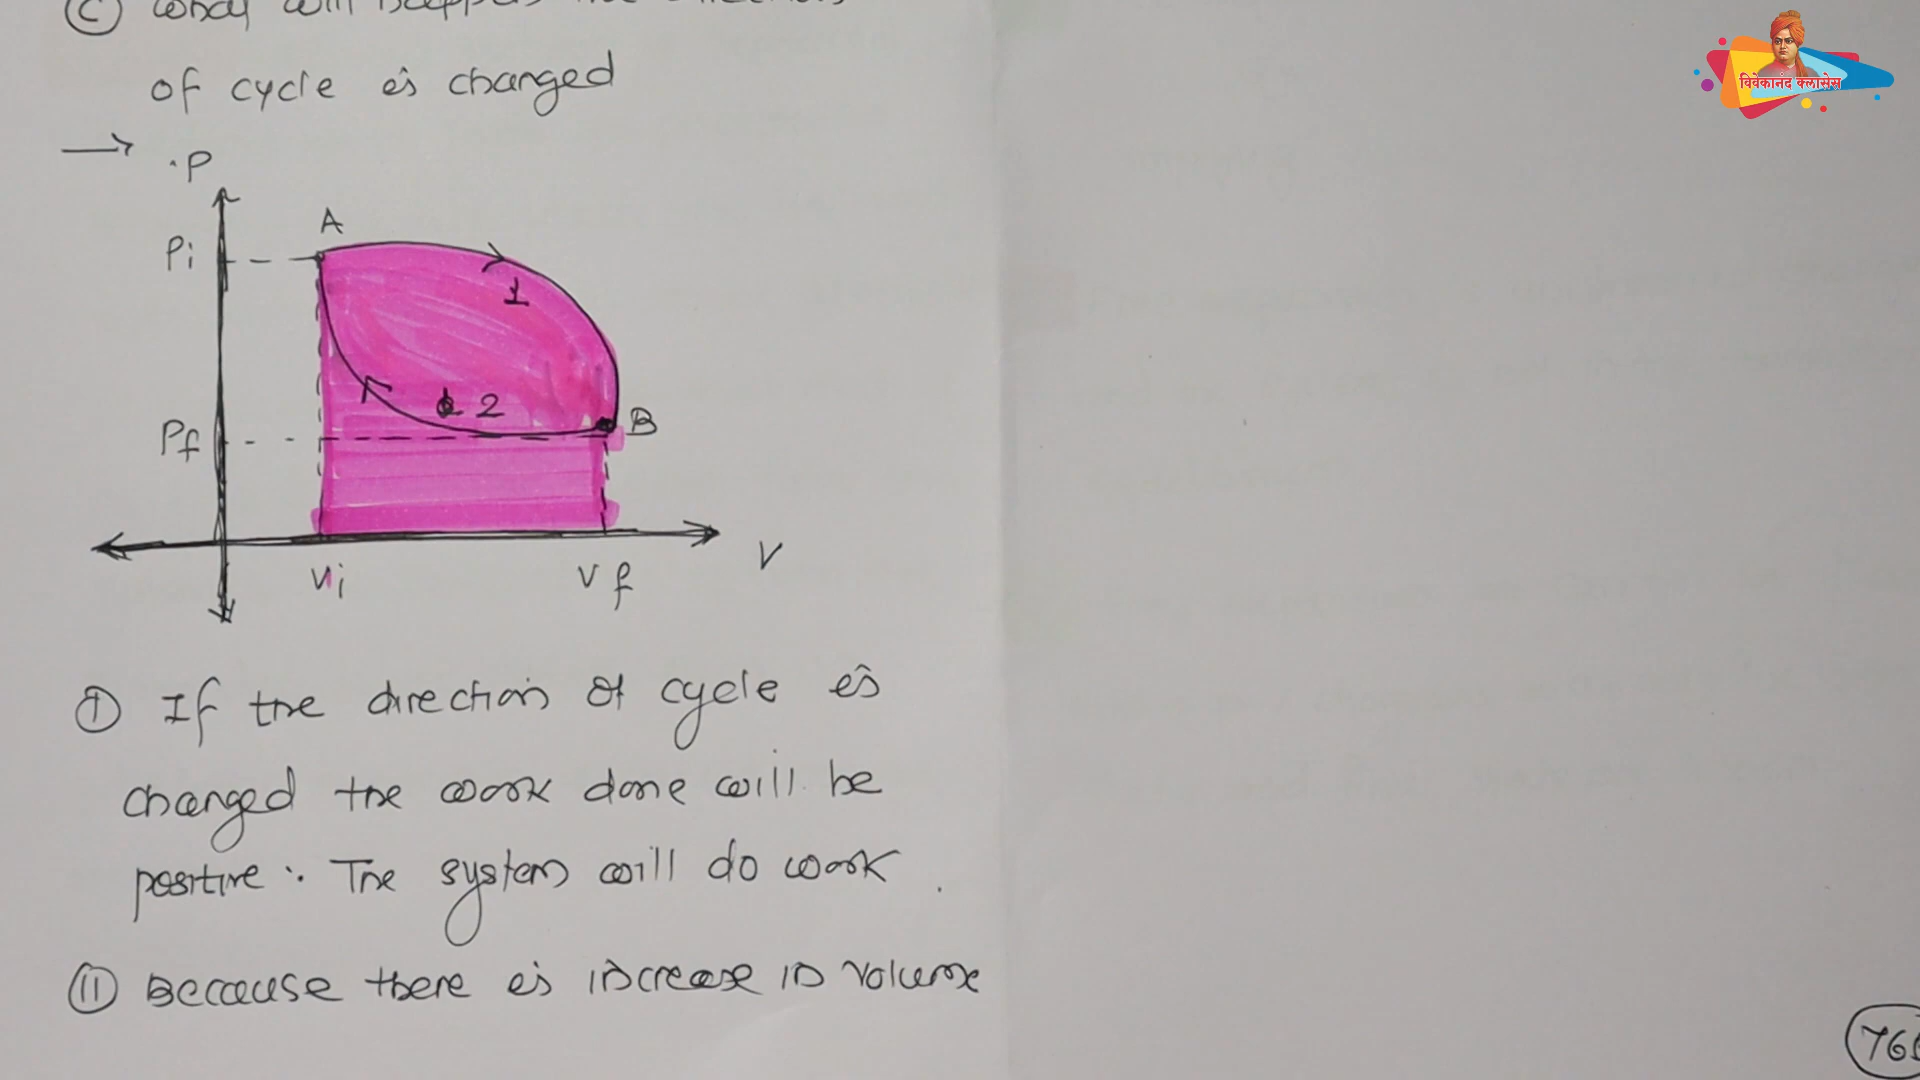 of cycle is changed
P
A
Pi
1
2
B
Pf
Vi
Vf
V
I If the direction of cycle is
changed the work done will be
positive ∴ The system will do work.
II Because there is increase in volume
विवेकानंद क्लासेस